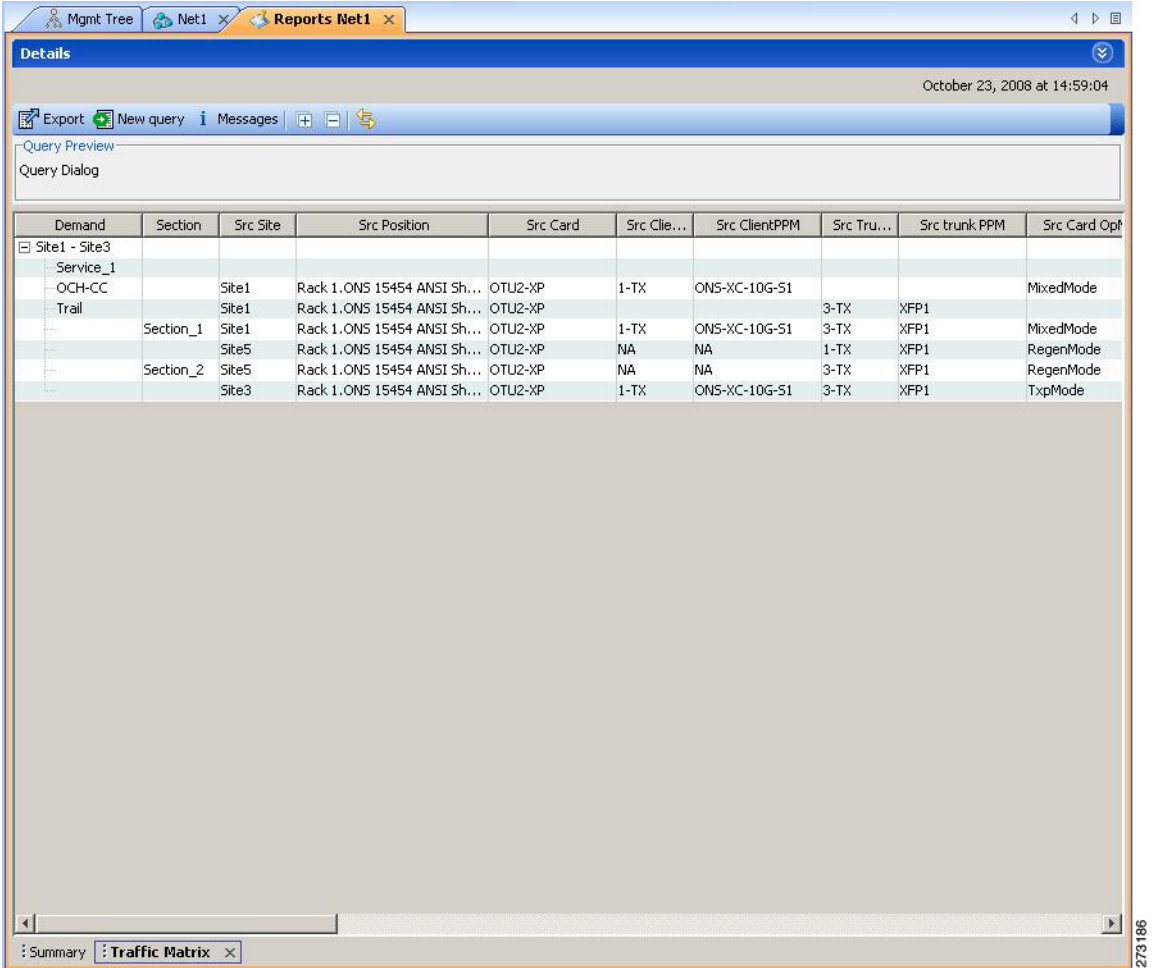 Mgmt Tree Net1 Reports Net1
Details
October 23, 2008 at 14:59:04
Export New query i Messages
Query Preview
Query Dialog
Demand Section Src Site Src Position Src Card Src Clie... Src ClientPPM Src Tru... Src trunk PPM Src Card Op
Site1 - Site3
Service_1
OCH-CC Site1 Rack 1.ONS 15454 ANSI Sh... OTU2-XP 1-TX ONS-XC-10G-S1 MixedMode
Trail Site1 Rack 1.ONS 15454 ANSI Sh... OTU2-XP 3-TX XFP1
Section_1 Site1 Rack 1.ONS 15454 ANSI Sh... OTU2-XP 1-TX ONS-XC-10G-S1 3-TX XFP1 MixedMode
Site5 Rack 1.ONS 15454 ANSI Sh... OTU2-XP NA NA 1-TX XFP1 RegenMode
Section_2 Site5 Rack 1.ONS 15454 ANSI Sh... OTU2-XP NA NA 3-TX XFP1 RegenMode
Site3 Rack 1.ONS 15454 ANSI Sh... OTU2-XP 1-TX ONS-XC-10G-S1 3-TX XFP1 TxpMode
Summary Traffic Matrix
273186